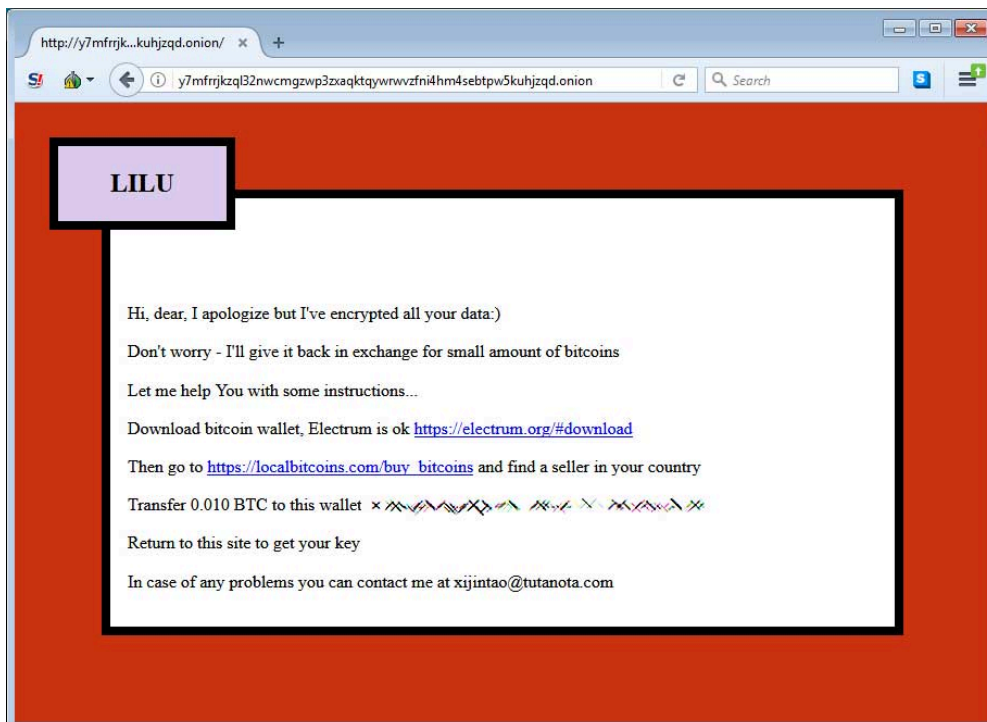 http://y7mfrrjk...kuhjzqd.onion/
y7mfrrjkzql32nwcmgzwp3zxaqktqywrwvzfni4hm4sebtpw5kuhjzqd.onion
Search
LILU
Hi, dear, I apologize but I've encrypted all your data:)
Don't worry - I'll give it back in exchange for small amount of bitcoins
Let me help You with some instructions...
Download bitcoin wallet, Electrum is ok https://electrum.org/#download
Then go to https://localbitcoins.com/buy_bitcoins and find a seller in your country
Transfer 0.010 BTC to this wallet
Return to this site to get your key
In case of any problems you can contact me at xijintao@tutanota.com